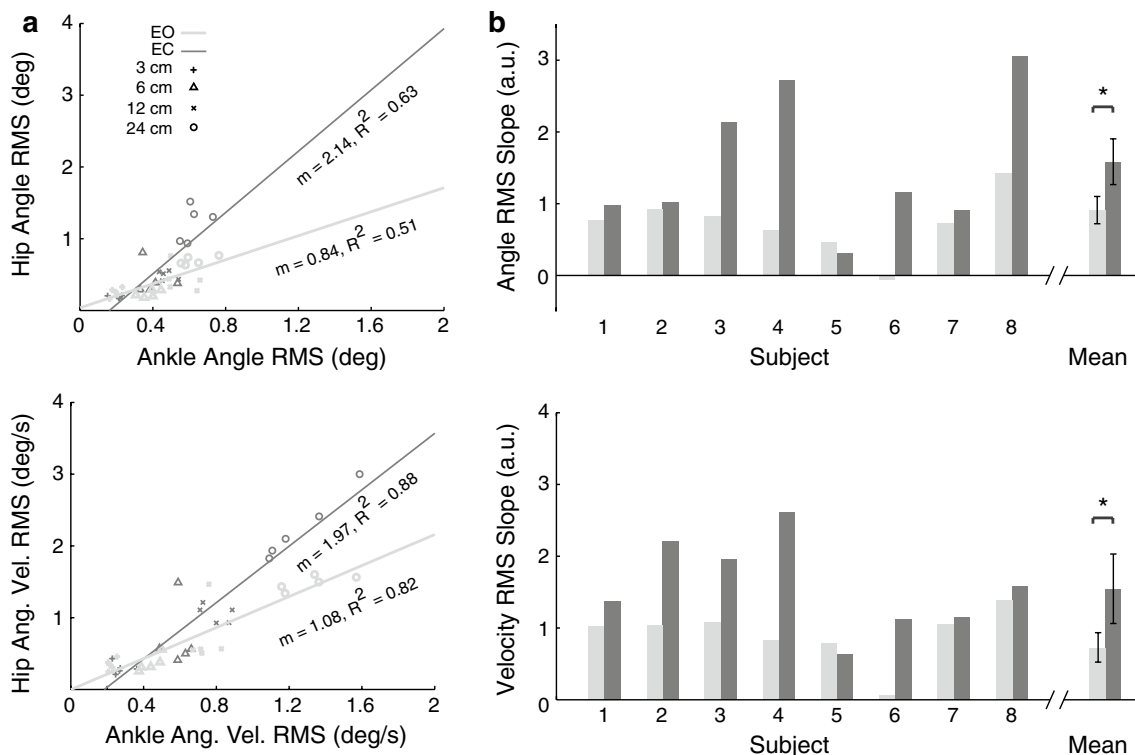 a
Hip Angle RMS (deg)
4
3
2
1
0
0.4
0.8
1.2
1.6
2
Ankle Angle RMS (deg)
EO
EC
3 cm
6 cm
12 cm
24 cm
m = 2.14, R2 = 0.63
m = 0.84, R2 = 0.51
b
Angle RMS Slope (a.u.)
3
2
1
0
1
2
3
4
5
6
7
8
Subject
Mean
*
Hip Ang. Vel. RMS (deg/s)
4
3
2
1
0
0.4
0.8
1.2
1.6
2
Ankle Ang. Vel. RMS (deg/s)
m = 1.97, R2 = 0.88
m = 1.08, R2 = 0.82
Velocity RMS Slope (a.u.)
4
3
2
1
0
1
2
3
4
5
6
7
8
Subject
Mean
*